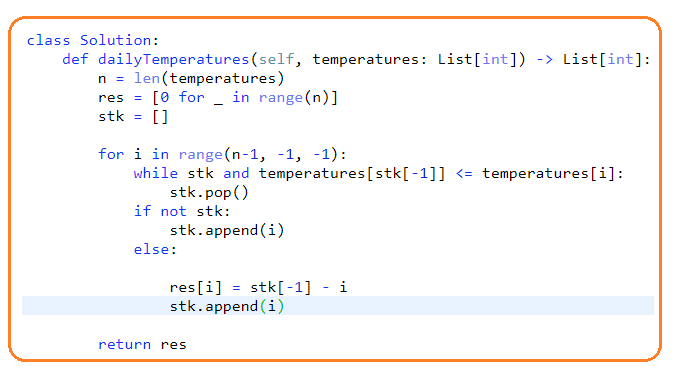 class Solution:
    def dailyTemperatures(self, temperatures: List[int]) -> List[int]:
        n = len(temperatures)
        res = [0 for _ in range(n)]
        stk = []

        for i in range(n-1, -1, -1):
            while stk and temperatures[stk[-1]] <= temperatures[i]:
                stk.pop()
            if not stk:
                stk.append(i)
            else:

                res[i] = stk[-1] - i
                stk.append(i)

        return res